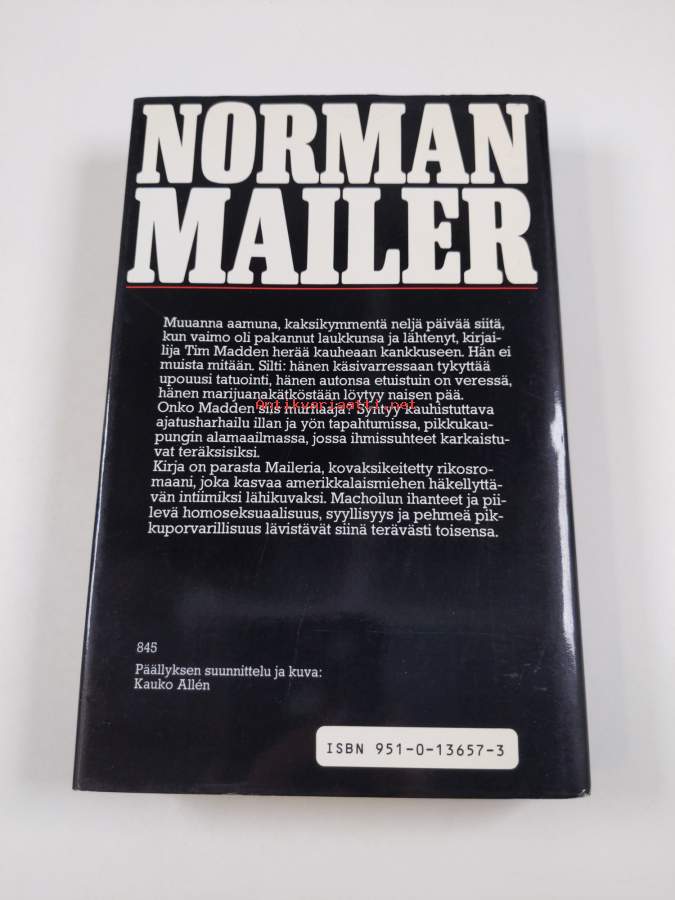 NORMAN
MAILER
Muuanna aamuna, kaksikymmentä neljä päivää siitä,
kun vaimo oli pakannut laukkunsa ja lähtenyt, kirjai-
lija Tim Madden herää kauheaan kankkuseen. Hän ei
muista mitään. Silti: hänen käsivarressaan tykyttää
upouusi tatuointi, hänen autonsa etuistuin on veressä,
hänen marijuanakätköstään löytyy naisen pää.
Antikvariaatti.net
Onko Madden siis murhaaja? Syntyy kauhistuttava
ajatusharhailu illan ja yön tapahtumissa, pikkukau-
pungin alamaailmassa, jossa ihmissuhteet karkaistu-
vat teräksisiksi.
Kirja on parasta Maileria, kovaksikeitetty rikosro-
maani, joka kasvaa amerikkalaismiehen häkellyttä-
vän intiimiksi lähikuvaksi. Machoilun ihanteet ja pii-
levä homoseksuaalisuus, syyllisyys ja pehmeä pik-
kuporvarillisuus lävistävät siinä terävästi toisensa.
845
Päällyksen suunnittelu ja kuva:
Kauko Allén
ISBN 951-0-13657-3